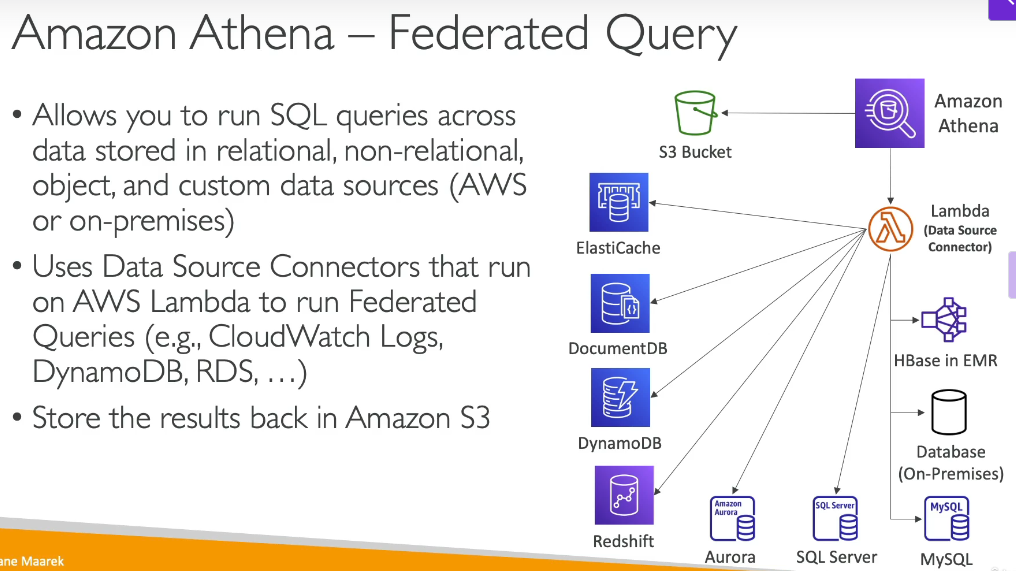 Amazon Athena – Federated Query
• Allows you to run SQL queries across
data stored in relational, non-relational,
object, and custom data sources (AWS
or on-premises)
• Uses Data Source Connectors that run
on AWS Lambda to run Federated
Queries (e.g., CloudWatch Logs,
DynamoDB, RDS, …)
• Store the results back in Amazon S3
Amazon
Athena
S3 Bucket
Lambda
(Data Source
Connector)
ElastiCache
DocumentDB
HBase in EMR
DynamoDB
Database
(On-Premises)
Redshift
Amazon
Aurora
Aurora
SQL Server
SQL Server
MySQL
MySQL
ane Maarek